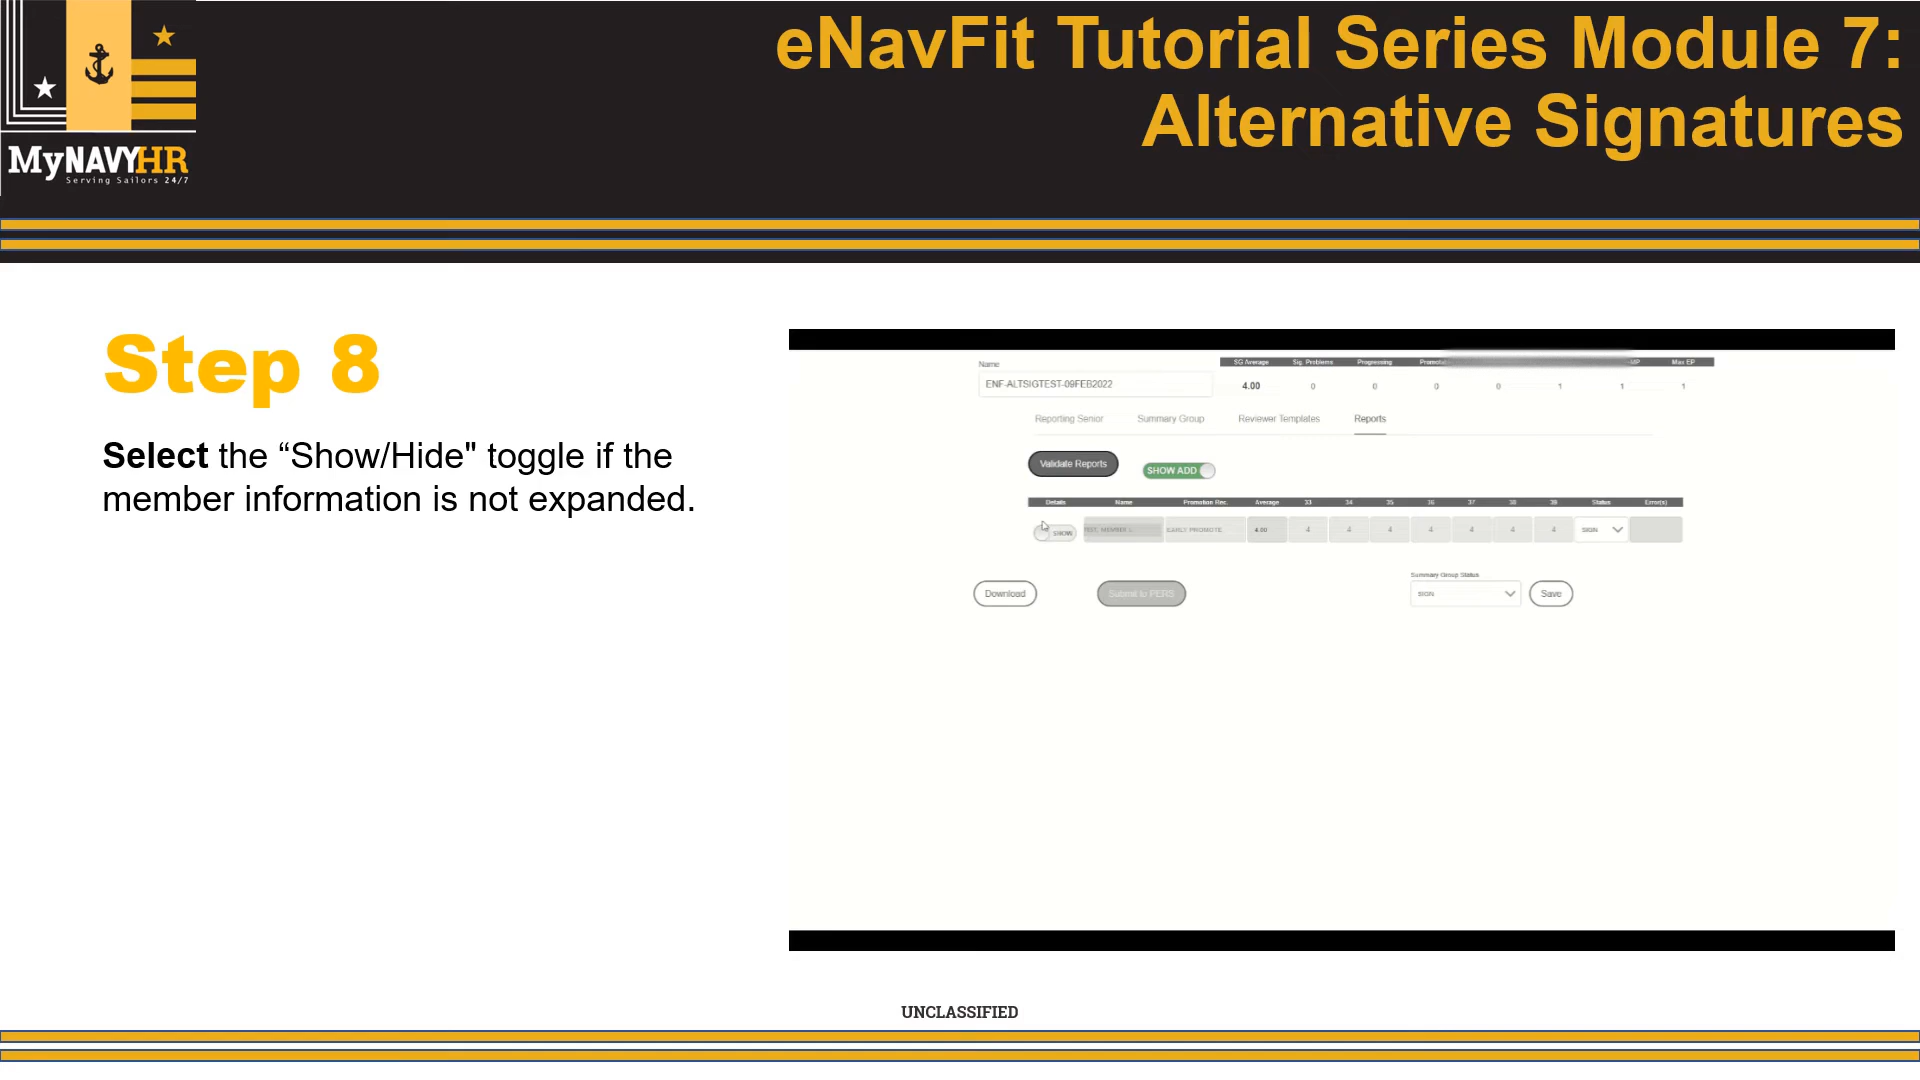 eNavFit Tutorial Series Module 7:
Alternative Signatures
MyNAVYHR
Serving Sailors 24/7
Step 8
Select the “Show/Hide" toggle if the
member information is not expanded.
Name
SG Average Sig. Problems Progressing MP Max EP
ENF-ALTSIGTEST-09FEB2022
4.00 0 0 0 0 1 1 1
Reporting Senior Summary Group Reviewer Templates Reports
Validate Reports SHOW ADD
Details Name Promotion Rec. Average 33 34 35 36 37 38 39 Status Error(s)
SHOW TEST, MEMBER EARLY PROMOTE 4.00 4 4 4 4 4 4 4 SIGN
Summary Group Status
Download Submit to PERS SIGN Save
UNCLASSIFIED